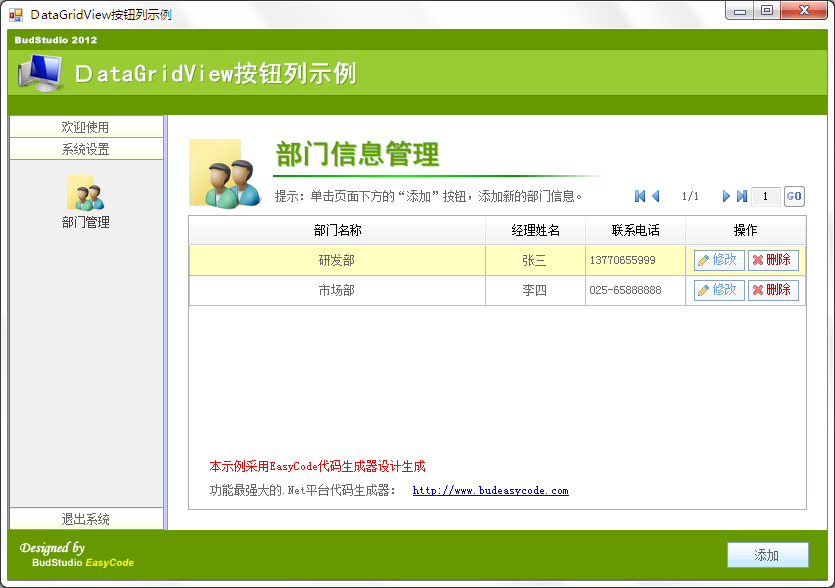 DataGridView按钮列示例
BudStudio 2012
DataGridView按钮列示例
欢迎使用
系统设置
部门管理
退出系统
部门信息管理
提示: 单击页面下方的“添加”按钮，添加新的部门信息。
1/1
1
GO
部门名称 经理姓名 联系电话 操作
研发部 张三 13770655999 修改 删除
市场部 李四 025-65888888 修改 删除
本示例采用EasyCode代码生成器设计生成
功能最强大的.Net平台代码生成器: http://www.budeasycode.com
Designed by
BudStudio EasyCode
添加